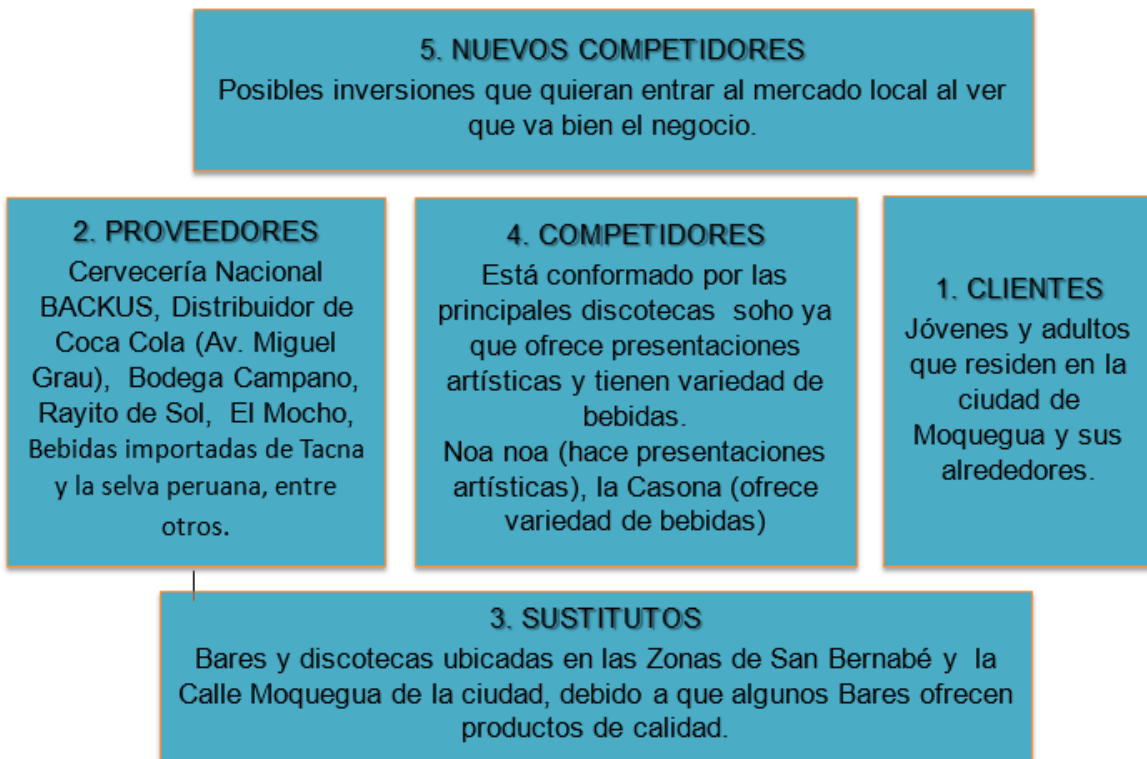 5. NUEVOS COMPETIDORES
Posibles inversiones que quieran entrar al mercado local al ver
que va bien el negocio.
2. PROVEEDORES
Cervecería Nacional
BACKUS, Distribuidor de
Coca Cola (Av. Miguel
Grau), Bodega Campano,
Rayito de Sol, El Mocho,
Bebidas importadas de Tacna
y la selva peruana, entre
otros.
4. COMPETIDORES
Está conformado por las
principales discotecas soho ya
que ofrece presentaciones
artísticas y tienen variedad de
bebidas.
Noa noa (hace presentaciones
artísticas), la Casona (ofrece
variedad de bebidas)
1. CLIENTES
Jóvenes y adultos
que residen en la
ciudad de
Moquegua y sus
alrededores.
3. SUSTITUTOS
Bares y discotecas ubicadas en las Zonas de San Bernabé y la
Calle Moquegua de la ciudad, debido a que algunos Bares ofrecen
productos de calidad.